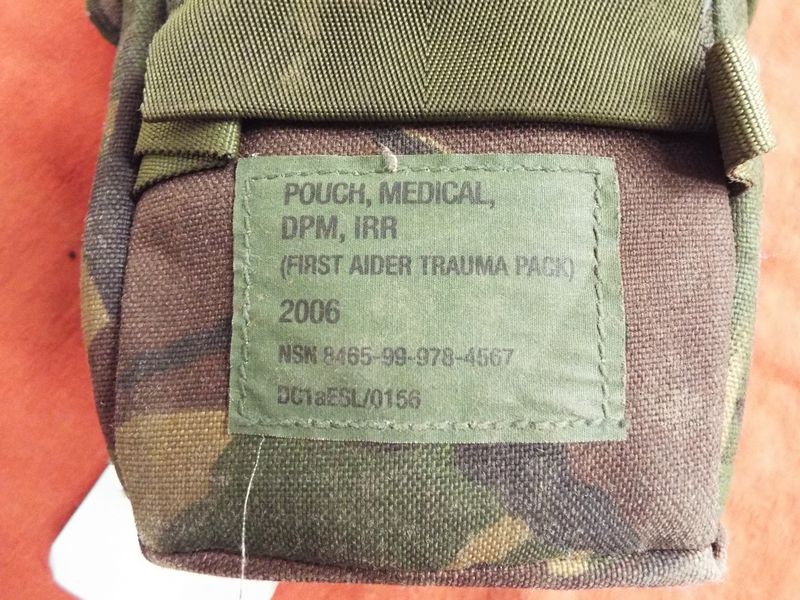 POUCH, MEDICAL,
DPM, IRR
(FIRST AIDER TRAUMA PACK)
2006
NSN 8465-99-978-4567
DC1aESL/0156